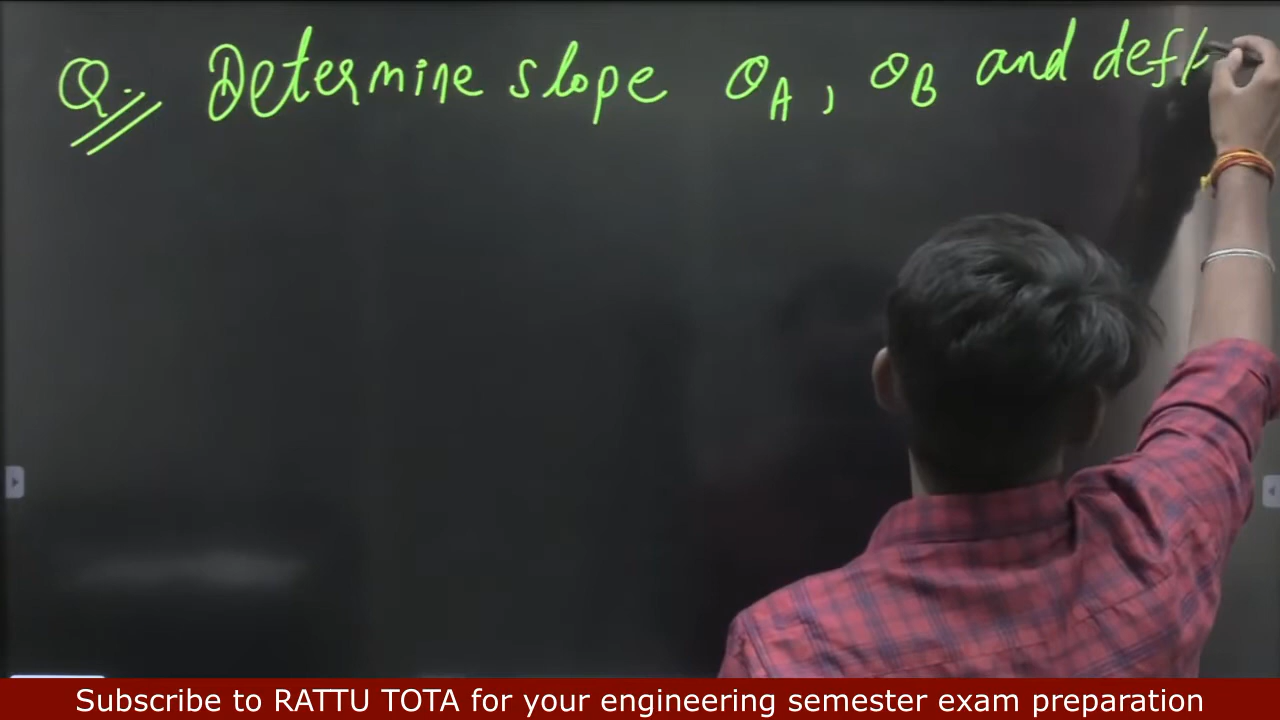 Q. Determine slope θA, θB and defl
Subscribe to RATTU TOTA for your engineering semester exam preparation